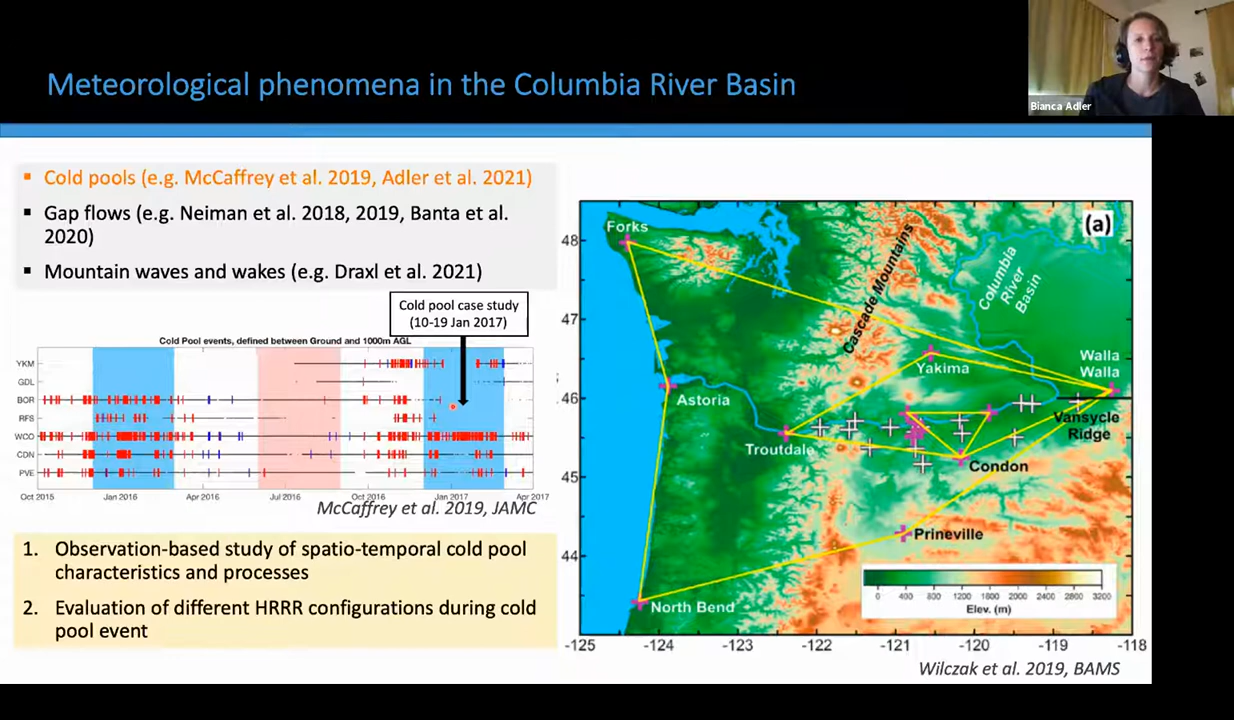 Meteorological phenomena in the Columbia River Basin
Bianca Adler
▪ Cold pools (e.g. McCaffrey et al. 2019, Adler et al. 2021)
▪ Gap flows (e.g. Neiman et al. 2018, 2019, Banta et al.
2020)
▪ Mountain waves and wakes (e.g. Draxl et al. 2021)
Cold pool case study
(10-19 Jan 2017)
Cold Pool events, defined between Ground and 1000m AGL
YKM
GDL
BOR
RFS
WCO
CDN
PVE
Oct 2015 Jan 2016 Apr 2016 Jul 2016 Oct 2016 Jan 2017 Apr 2017
McCaffrey et al. 2019, JAMC
1. Observation-based study of spatio-temporal cold pool
characteristics and processes
2. Evaluation of different HRRR configurations during cold
pool event
(a)
Forks
Cascade Mountains
Columbia
River
Basin
Walla
Walla
Yakima
Astoria
Vansycle
Ridge
Troutdale
Condon
Prineville
North Bend
48
47
46
45
44
0 400 800 1200 1600 2000 2400 2800 3200
Elev. (m)
-125 -124 -123 -122 -121 -120 -119 -118
Wilczak et al. 2019, BAMS